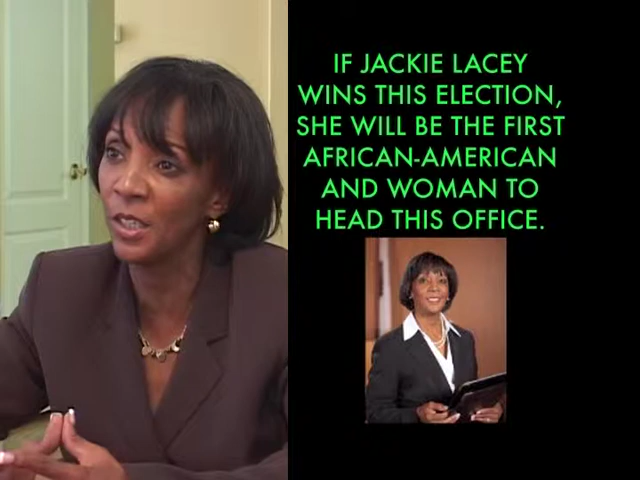 IF JACKIE LACEY
WINS THIS ELECTION,
SHE WILL BE THE FIRST
AFRICAN-AMERICAN
AND WOMAN TO
HEAD THIS OFFICE.